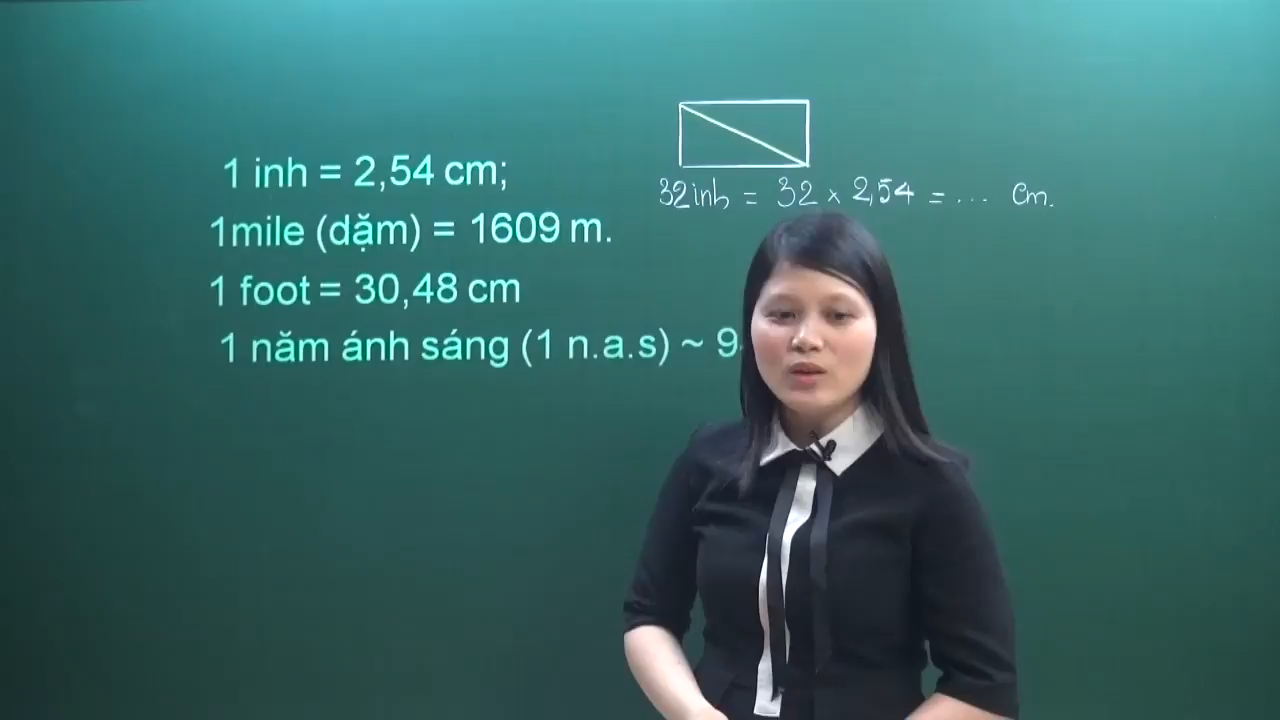 1 inh = 2,54 cm;
32inh = 32 x 2,54 = ... cm.
1mile (dặm) = 1609 m.
1 foot = 30,48 cm
1 năm ánh sáng (1 n.a.s) ~ 9